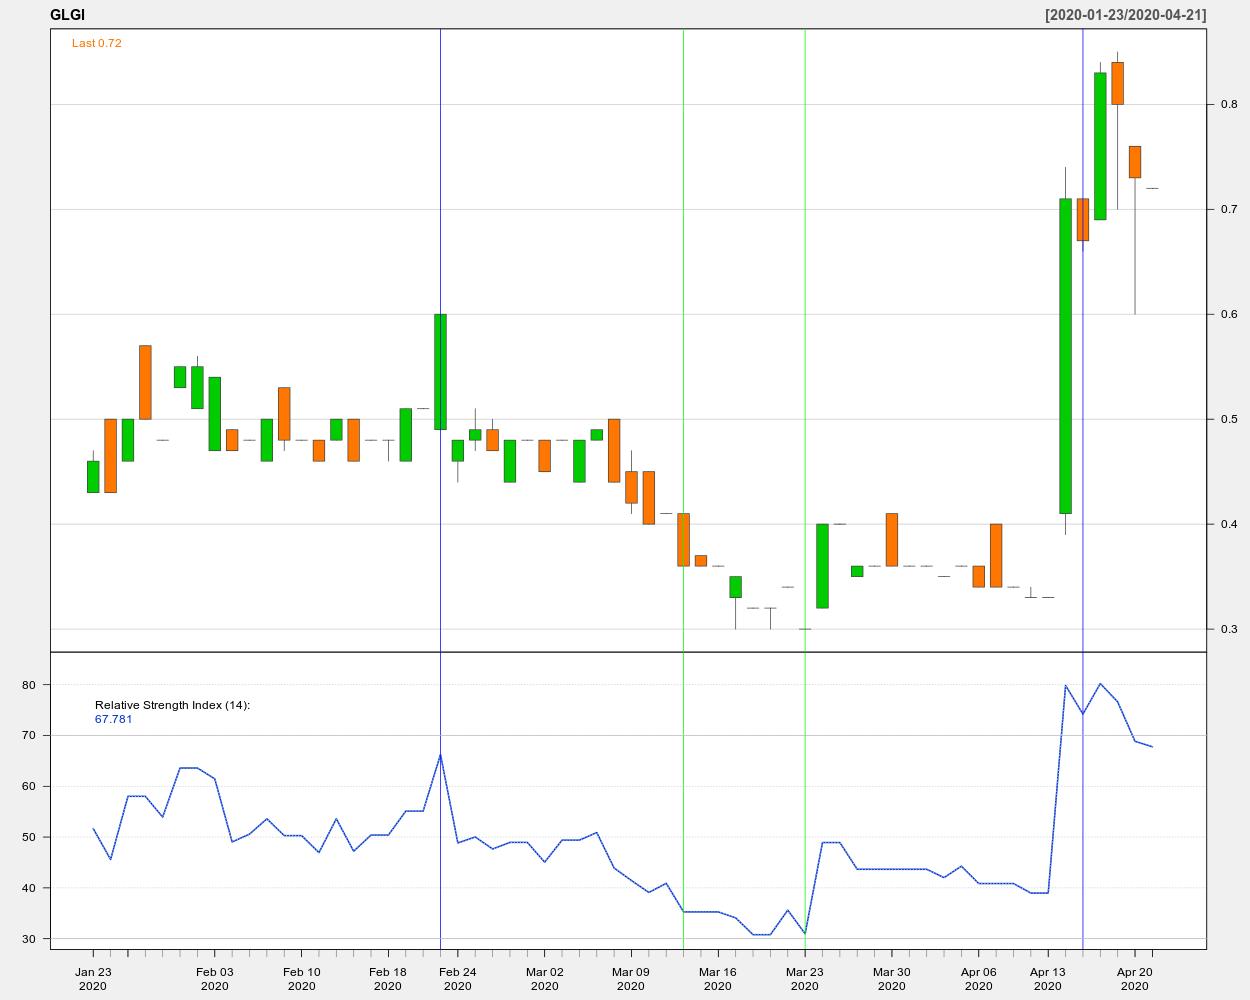 GLGI
[2020-01-23/2020-04-21]
Last 0.72
0.8
0.7
0.6
0.5
0.4
0.3
Relative Strength Index (14):
67.781
80
70
60
50
40
30
Jan 23
2020
Feb 03
2020
Feb 10
2020
Feb 18
2020
Feb 24
2020
Mar 02
2020
Mar 09
2020
Mar 16
2020
Mar 23
2020
Mar 30
2020
Apr 06
2020
Apr 13
2020
Apr 20
2020